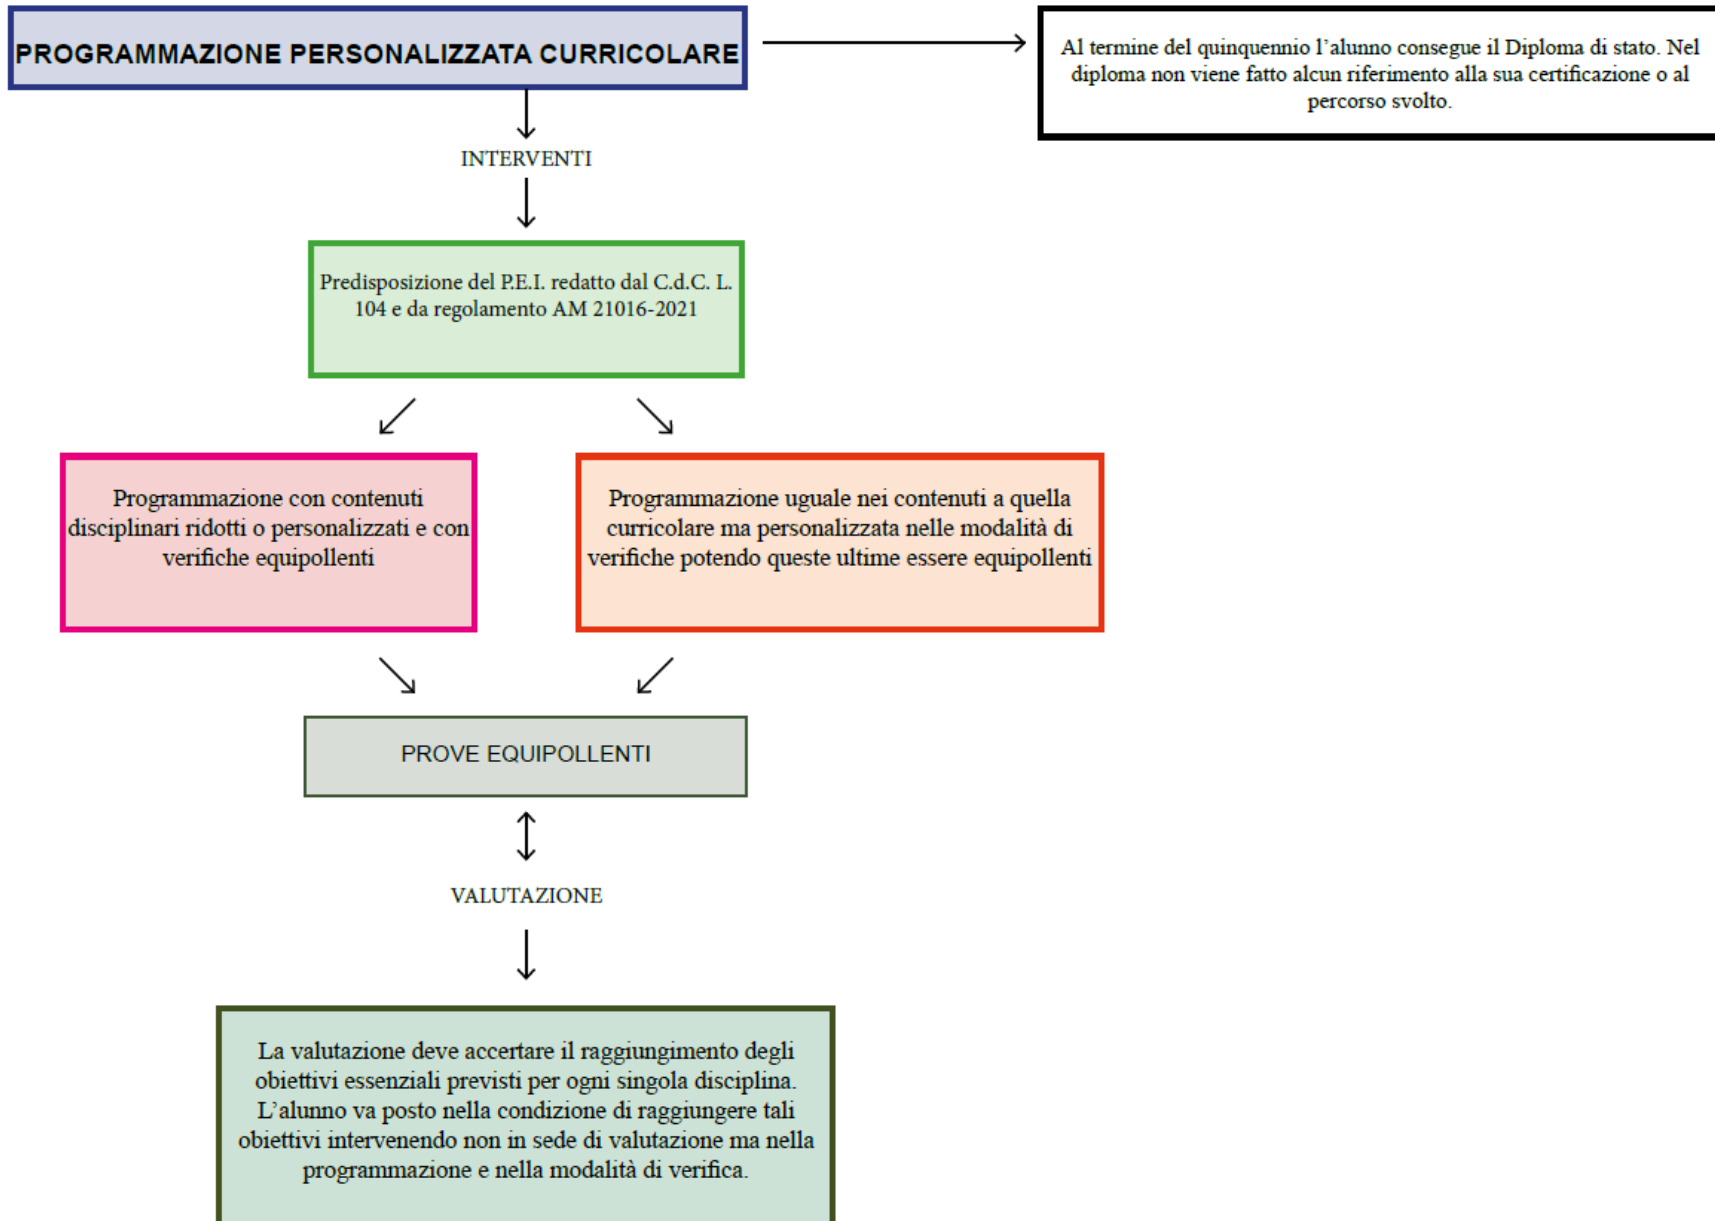 PROGRAMMAZIONE PERSONALIZZATA CURRICOLARE
Al termine del quinquennio l’alunno consegue il Diploma di stato. Nel
diploma non viene fatto alcun riferimento alla sua certificazione o al
percorso svolto.
INTERVENTI
Predisposizione del P.E.I. redatto dal C.d.C. L.
104 e da regolamento AM 21016-2021
Programmazione con contenuti
disciplinari ridotti o personalizzati e con
verifiche equipollenti
Programmazione uguale nei contenuti a quella
curricolare ma personalizzata nelle modalità di
verifiche potendo queste ultime essere equipollenti
PROVE EQUIPOLLENTI
VALUTAZIONE
La valutazione deve accertare il raggiungimento degli
obiettivi essenziali previsti per ogni singola disciplina.
L’alunno va posto nella condizione di raggiungere tali
obiettivi intervenendo non in sede di valutazione ma nella
programmazione e nella modalità di verifica.